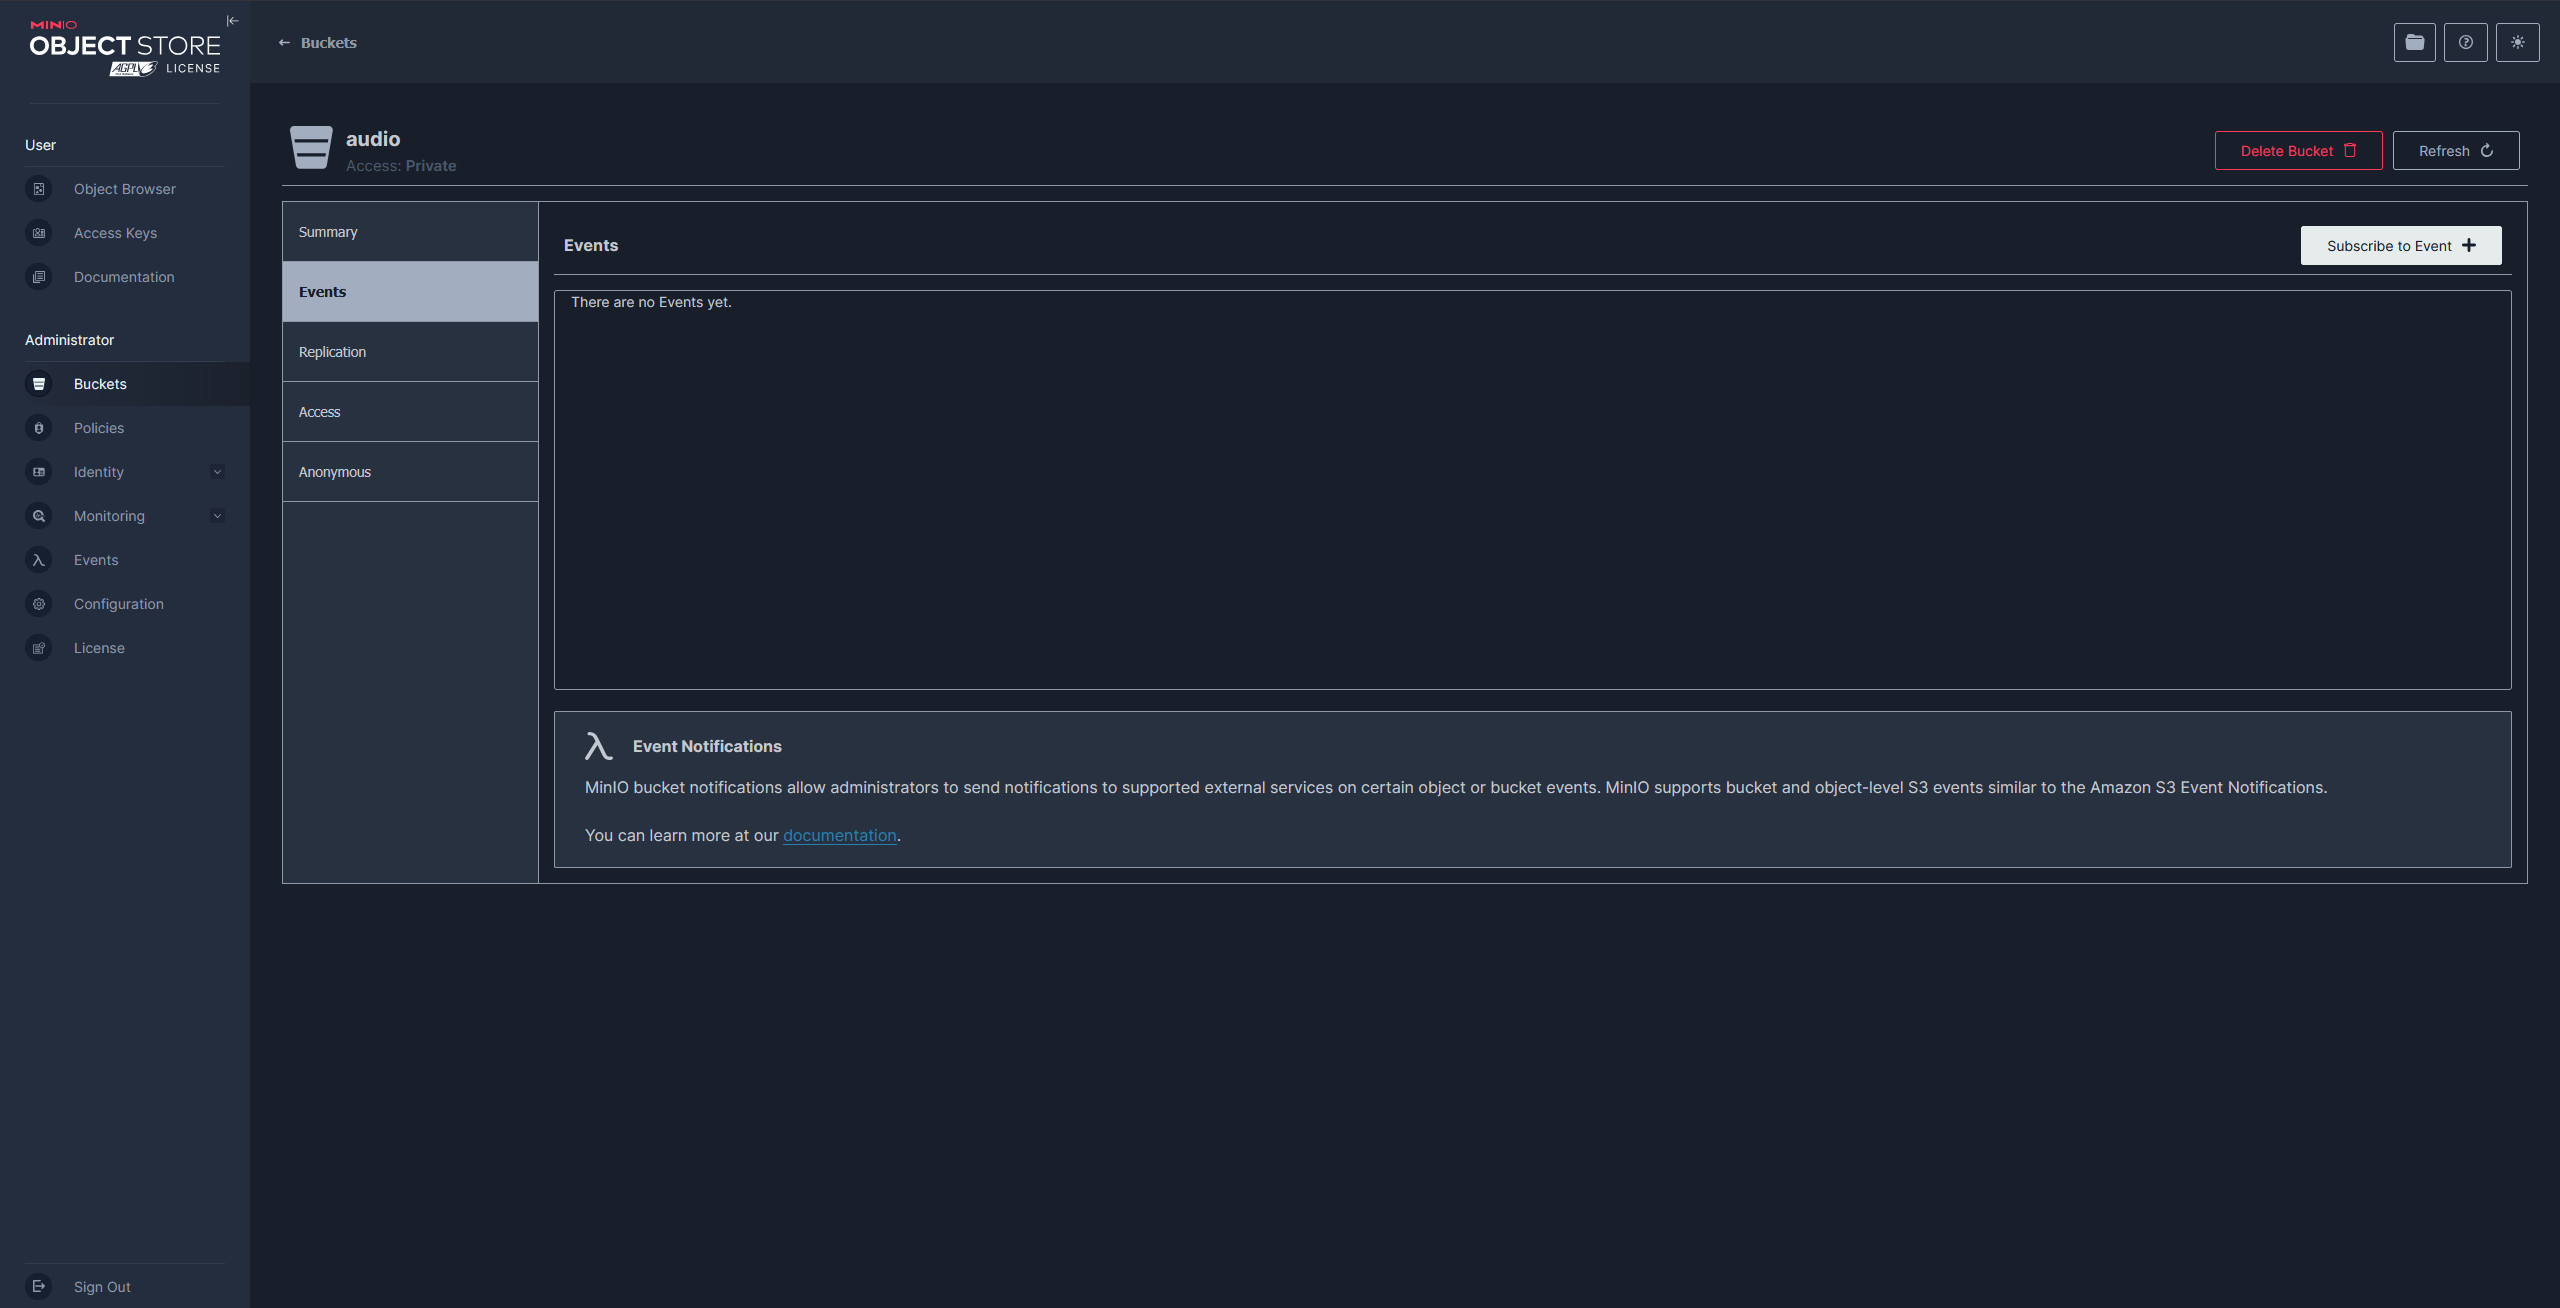 MINIO
OBJECT STORE
AGPLv3 LICENSE
User
Object Browser
Access Keys
Documentation
Administrator
Buckets
Policies
Identity
Monitoring
Events
Configuration
License
Sign Out
Buckets
audio
Access: Private
Delete Bucket
Refresh
Summary
Events
Replication
Access
Anonymous
Events
Subscribe to Event
There are no Events yet.
Event Notifications
MinIO bucket notifications allow administrators to send notifications to supported external services on certain object or bucket events. MinIO supports bucket and object-level S3 events similar to the Amazon S3 Event Notifications.
You can learn more at our documentation.